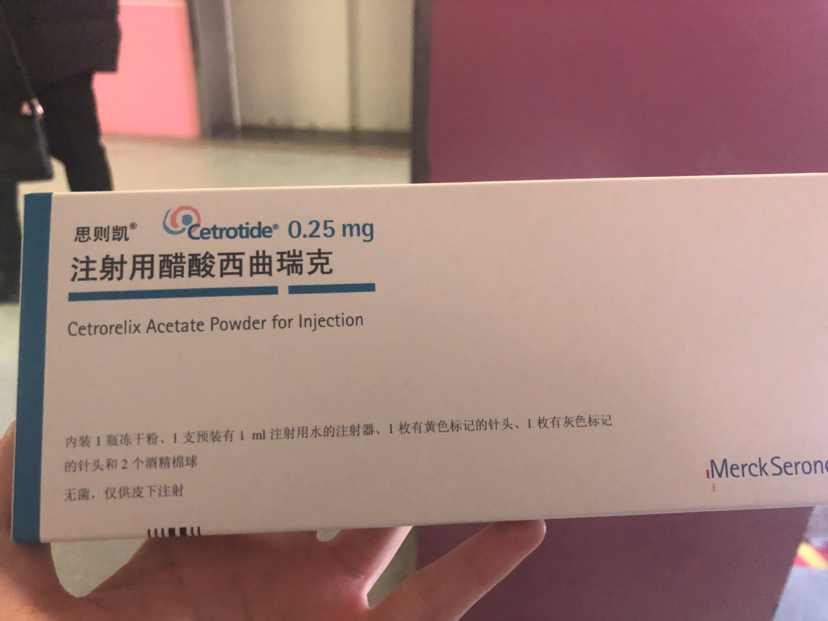 思则凯® Cetrotide® 0.25 mg
注射用醋酸西曲瑞克
Cetrorelix Acetate Powder for Injection
内装 1 瓶冻干粉、1 支预装有 1 ml 注射用水的注射器、1 枚有黄色标记的针头、1 枚有灰色标记
的针头和 2 个酒精棉球
无菌，仅供皮下注射
Merck Serono